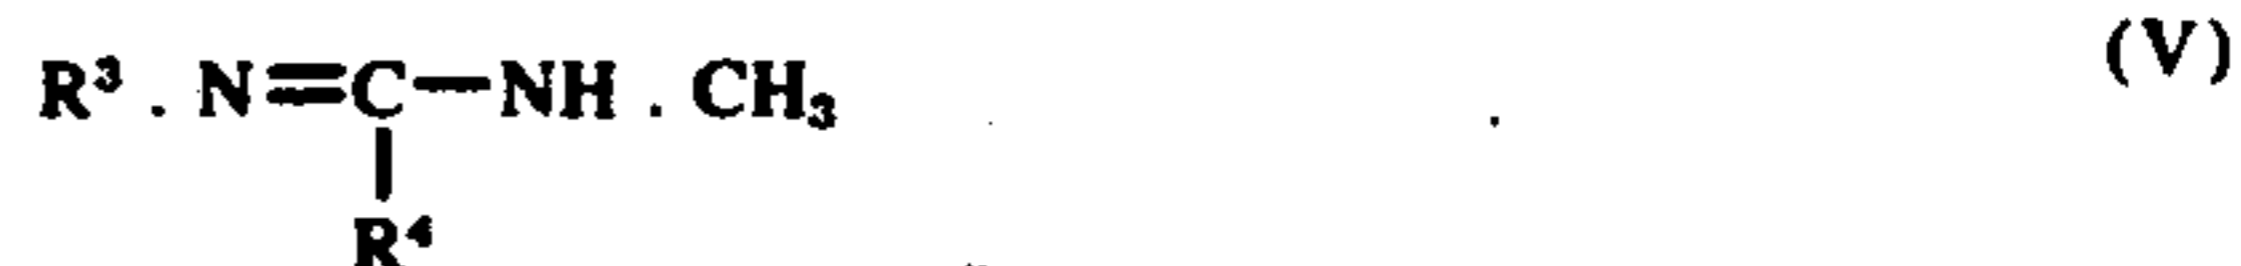 R³ . N=C—NH . CH₃ (V)
R⁴